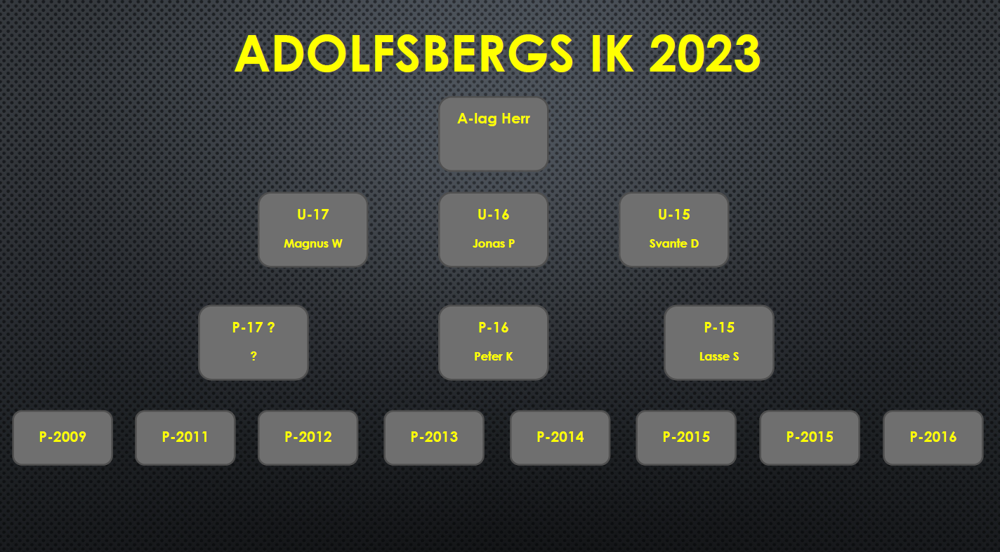 ADOLFSBERGS IK 2023
A-lag Herr
U-17
Magnus W
U-16
Jonas P
U-15
Svante D
P-17 ?
?
P-16
Peter K
P-15
Lasse S
P-2009
P-2011
P-2012
P-2013
P-2014
P-2015
P-2015
P-2016